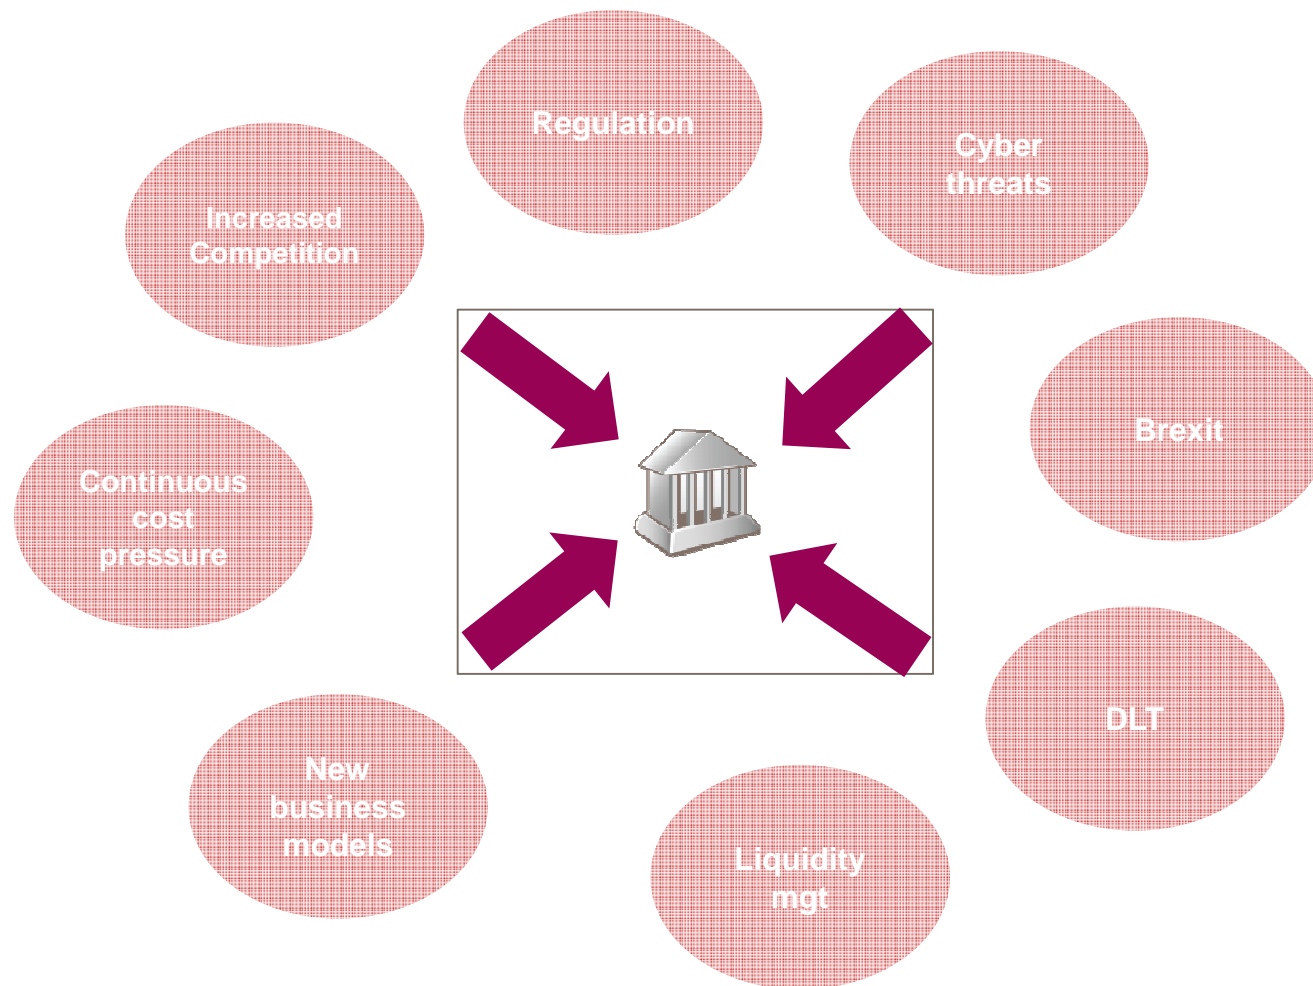 Regulation
Cyber
threats
Increased
Competition
Brexit
Continuous
cost
pressure
DLT
New
business
models
Liquidity
mgt